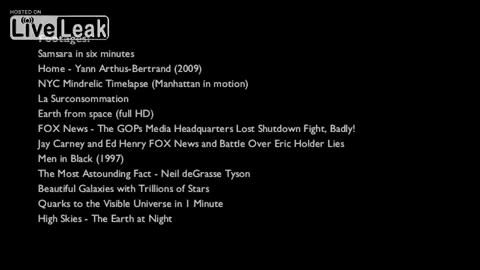 HOSTED ON
LiveLeak
Footages:
Samsara in six minutes
Home - Yann Arthus-Bertrand (2009)
NYC Mindrelic Timelapse (Manhattan in motion)
La Surconsommation
Earth from space (full HD)
FOX News - The GOPs Media Headquarters Lost Shutdown Fight, Badly!
Jay Carney and Ed Henry FOX News and Battle Over Eric Holder Lies
Men in Black (1997)
The Most Astounding Fact - Neil deGrasse Tyson
Beautiful Galaxies with Trillions of Stars
Quarks to the Visible Universe in 1 Minute
High Skies - The Earth at Night